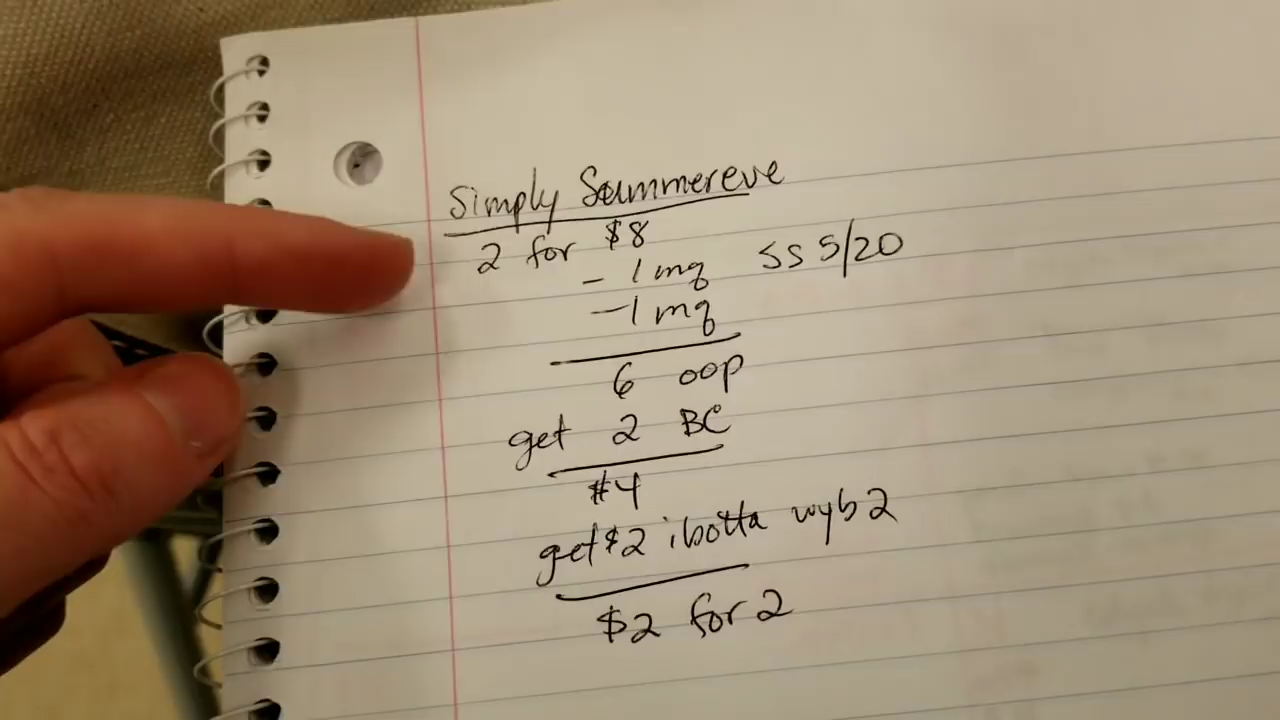 Simply Summereve
2 for $8
- 1 mq SS 5/20
- 1 mq
6 oop
get 2 BC
#4
get $2 ibotta wyb 2
$2 for 2